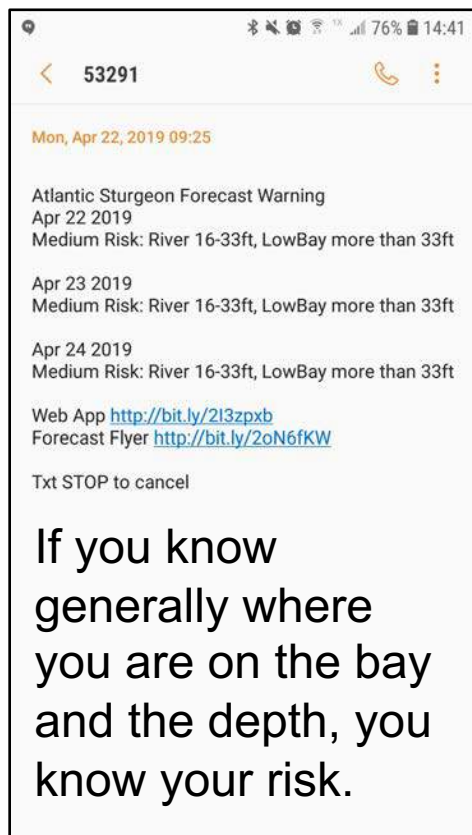 1X 76% 14:41
53291
Mon, Apr 22, 2019 09:25
Atlantic Sturgeon Forecast Warning
Apr 22 2019
Medium Risk: River 16-33ft, LowBay more than 33ft
Apr 23 2019
Medium Risk: River 16-33ft, LowBay more than 33ft
Apr 24 2019
Medium Risk: River 16-33ft, LowBay more than 33ft
Web App http://bit.ly/2I3zpxb
Forecast Flyer http://bit.ly/2oN6fKW
Txt STOP to cancel
If you know
generally where
you are on the bay
and the depth, you
know your risk.